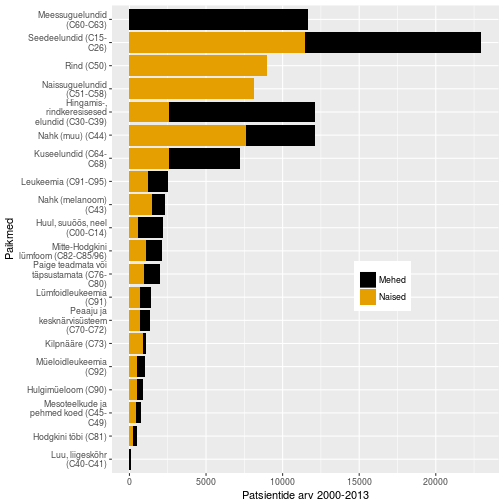 Meessuguelundid
(C60-C63)
Seedeelundid (C15-
C26)
Rind (C50)
Naissuguelundid
(C51-C58)
Hingamis-,
rindkeresisesed
elundid (C30-C39)
Nahk (muu) (C44)
Kuseelundid (C64-
C68)
Leukeemia (C91-C95)
Nahk (melanoom)
(C43)
Huul, suuõõs, neel
(C00-C14)
Mitte-Hodgkini
lümfoom (C82-C85/96)
Paige teadmata või
täpsustamata (C76-
C80)
Lümfoidleukeemia
(C91)
Peaaju ja
kesknärvisüsteem
(C70-C72)
Kilpnääre (C73)
Müeloidleukeemia
(C92)
Hulgimüeloom (C90)
Mesoteelkude ja
pehmed koed (C45-
C49)
Hodgkini tõbi (C81)
Luu, liigesköhr
(C40-C41)
Paikmed
Mehed
Naised
0 5000 10000 15000 20000
Patsientide arv 2000-2013